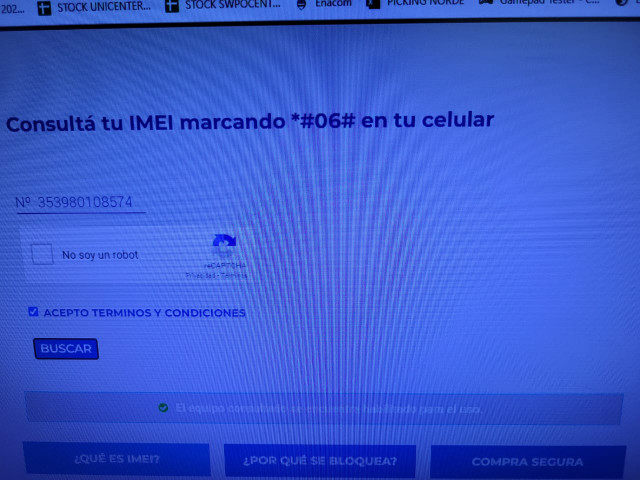 202... STOCK UNICENTER... STOCK SWPOCENT... Enacom PICKING NORDE Gamepad Tester - C...
Consultá tu IMEI marcando *#06# en tu celular
Nº 353980108574
No soy un robot
reCAPTCHA
Privacidad - Términos
ACEPTO TERMINOS Y CONDICIONES
BUSCAR
El equipo consultado se encuentra habilitado para el uso.
¿QUÉ ES IMEI? ¿POR QUÉ SE BLOQUEA? COMPRA SEGURA